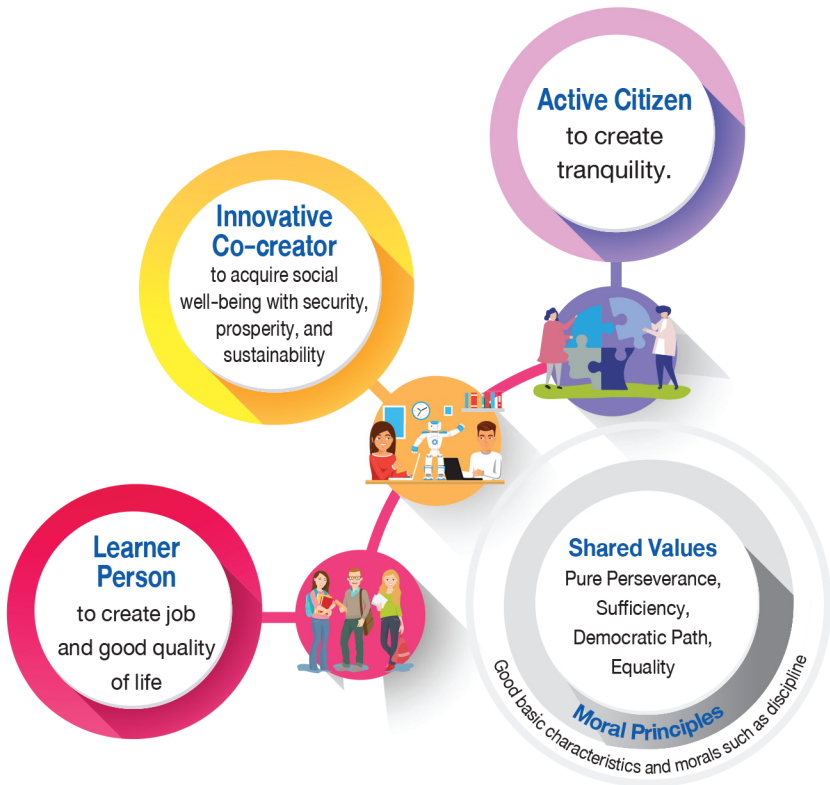 Active Citizen
to create
tranquility.
Innovative
Co-creator
to acquire social
well-being with security,
prosperity, and
sustainability
Learner
Person
to create job
and good quality
of life
Shared Values
Pure Perseverance,
Sufficiency,
Democratic Path,
Equality
Moral Principles
Good basic characteristics and morals such as discipline